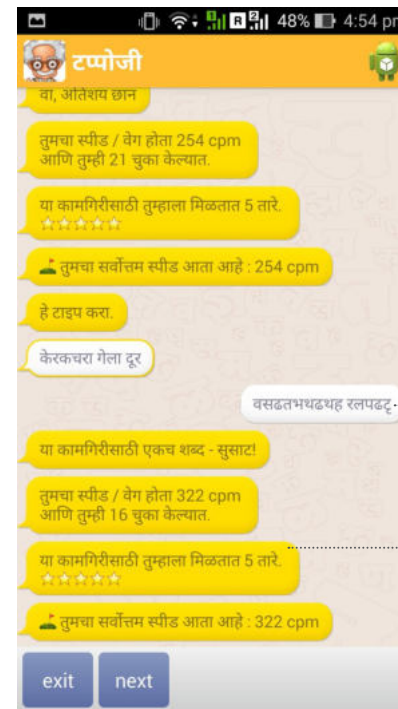 48% 4:54 pm
टप्पोजी
वा, अतिशय छान
तुमचा स्पीड / वेग होता 254 cpm
आणि तुम्ही 21 चुका केल्यात.
या कामगिरीसाठी तुम्हाला मिळतात 5 तारे.
तुमचा सर्वोत्तम स्पीड आता आहे : 254 cpm
हे टाइप करा.
केरकचरा गेला दूर
वसढतभथढथह रलपढटृ
या कामगिरीसाठी एकच शब्द - सुसाट!
तुमचा स्पीड / वेग होता 322 cpm
आणि तुम्ही 16 चुका केल्यात.
या कामगिरीसाठी तुम्हाला मिळतात 5 तारे.
तुमचा सर्वोत्तम स्पीड आता आहे : 322 cpm
exit next